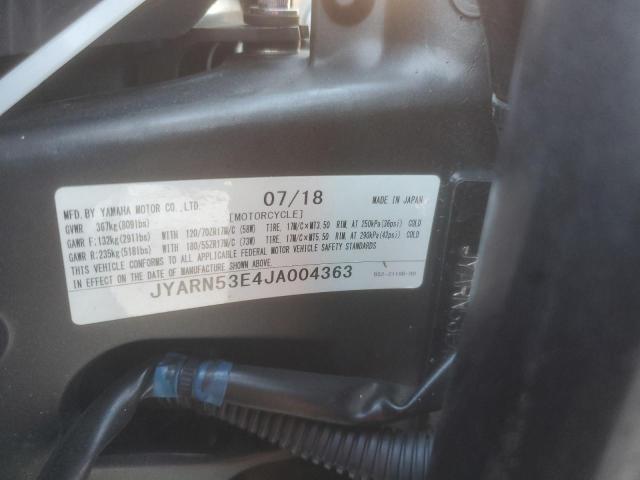 MFD. BY YAMAHA MOTOR CO., LTD. 07/18 MADE IN JAPAN
GVWR 367kg(809lbs) [MOTORCYCLE]
GAWR F:132kg(291lbs) WITH 120/70ZR17M/C (58W) TIRE, 17M/C×MT3.50 RIM, AT 250kPa(36psi) COLD
GAWR R:235kg(518lbs) WITH 180/55ZR17M/C (73W) TIRE, 17M/C×MT5.50 RIM, AT 290kPa(42psi) COLD
THIS VEHICLE CONFORMS TO ALL APPLICABLE FEDERAL MOTOR VEHICLE SAFETY STANDARDS
IN EFFECT ON THE DATE OF MANUFACTURE SHOWN ABOVE.
JYARN53E4JA004363